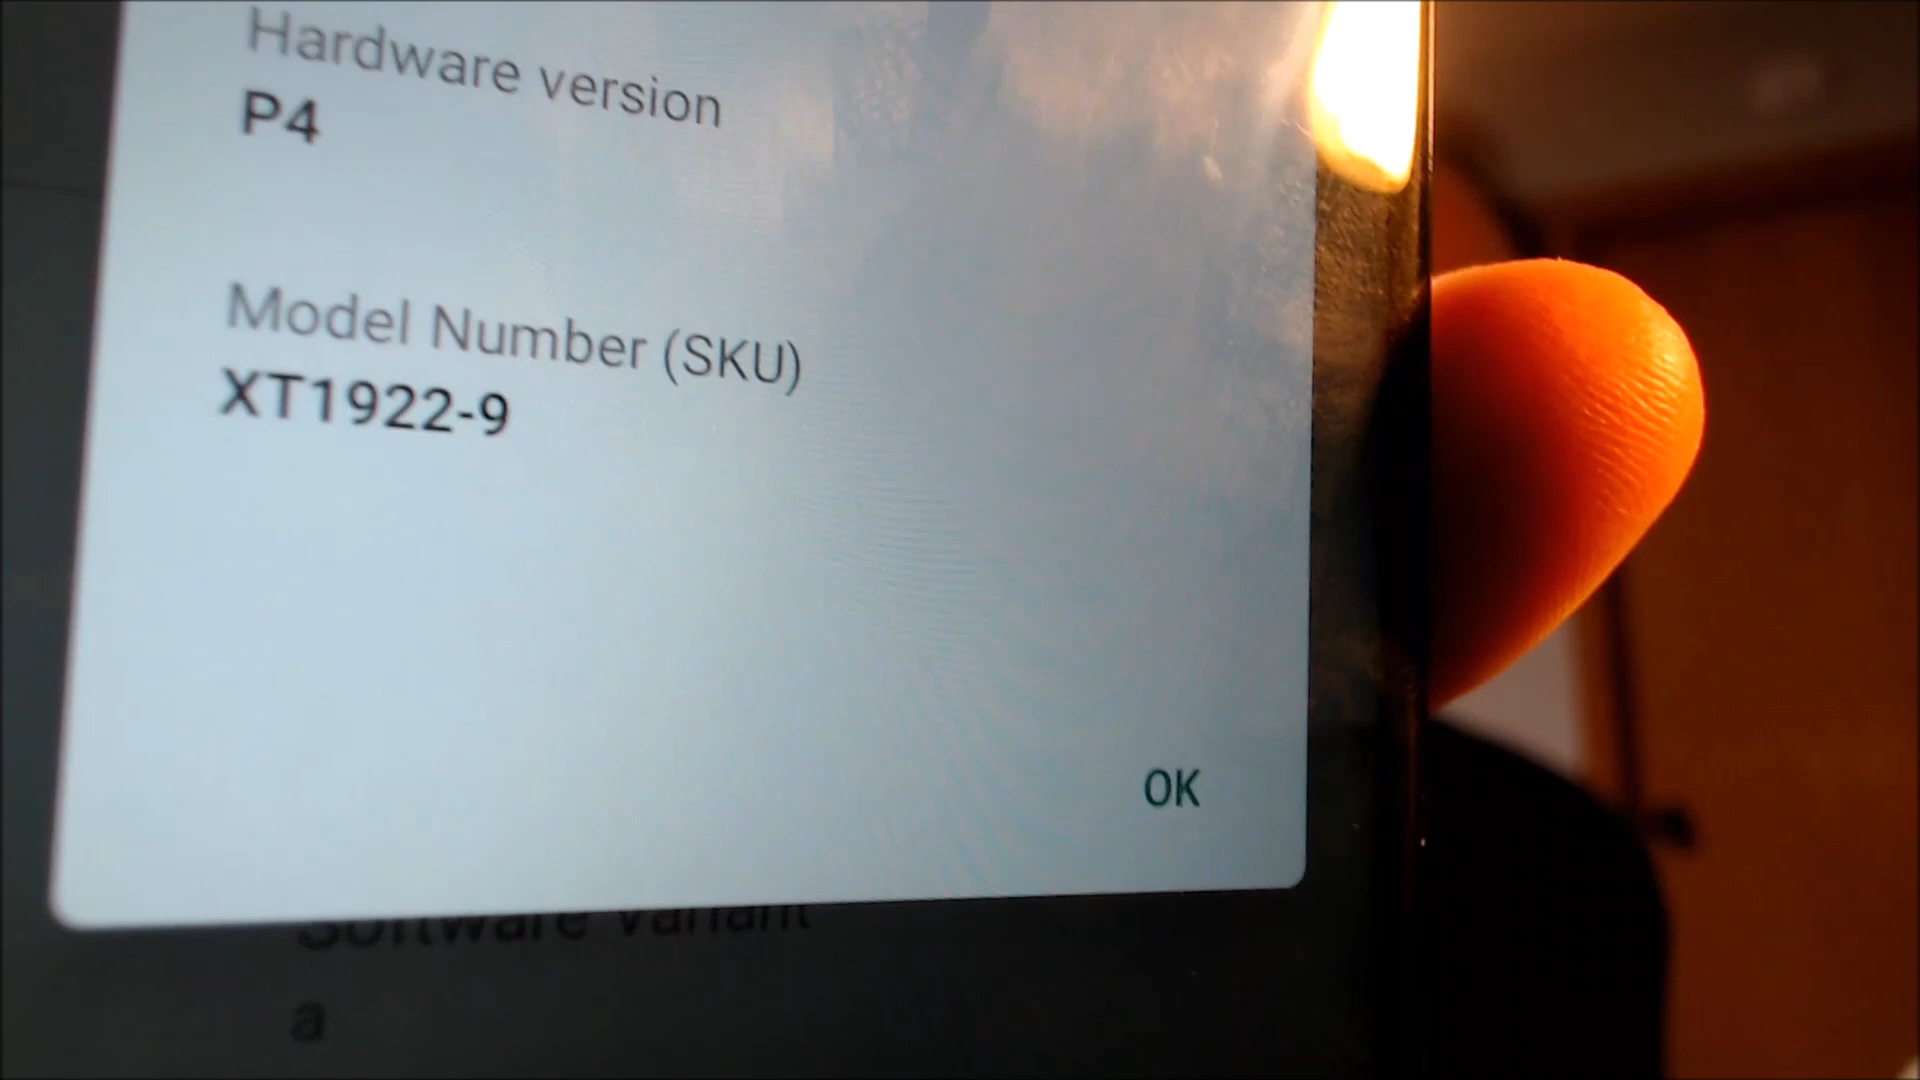 Hardware version
P4
Model Number (SKU)
XT1922-9
OK
Software variant
a